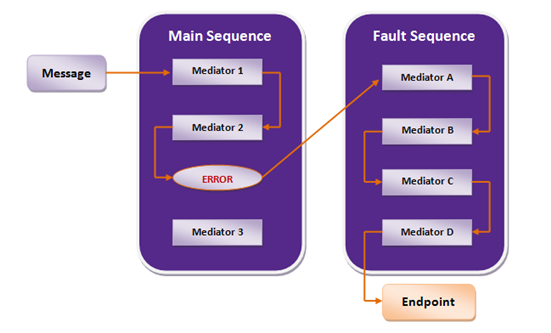 Main Sequence
Message
Mediator 1
Mediator 2
ERROR
Mediator 3
Fault Sequence
Mediator A
Mediator B
Mediator C
Mediator D
Endpoint